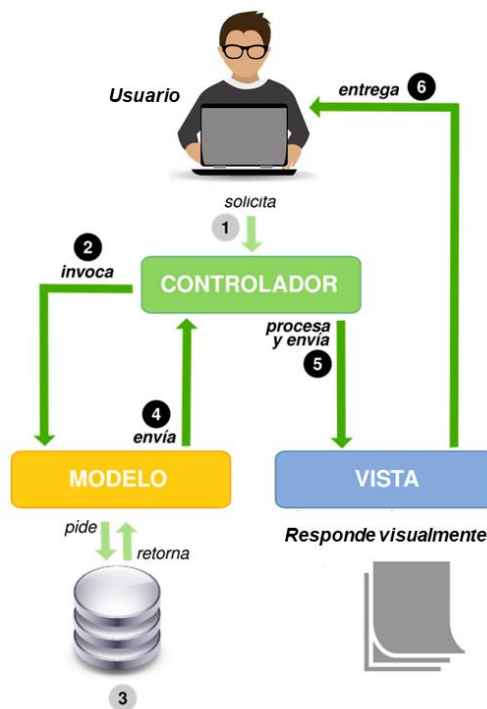 Usuario
entrega 6
solicita
1
2
invoca
CONTROLADOR
procesa
y envía
5
4
envía
MODELO
VISTA
pide
retorna
Responde visualmente
3